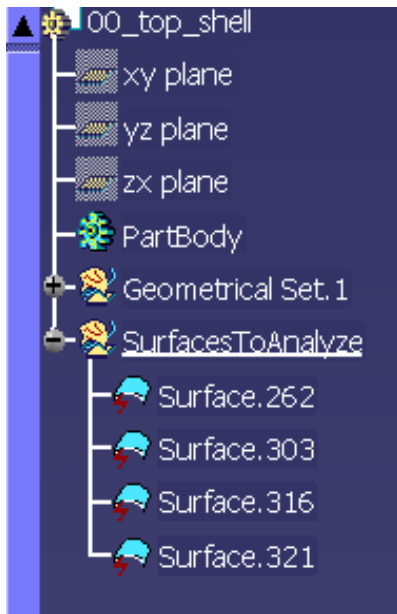 00_top_shell
xy plane
yz plane
zx plane
PartBody
Geometrical Set.1
SurfacesToAnalyze
Surface.262
Surface.303
Surface.316
Surface.321